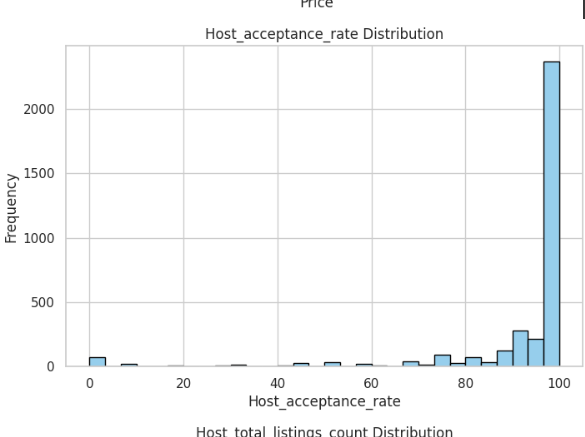 Price
Host_acceptance_rate Distribution
2000
1500
1000
500
0
Frequency
0 20 40 60 80 100
Host_acceptance_rate
Host_total_listings_count Distribution